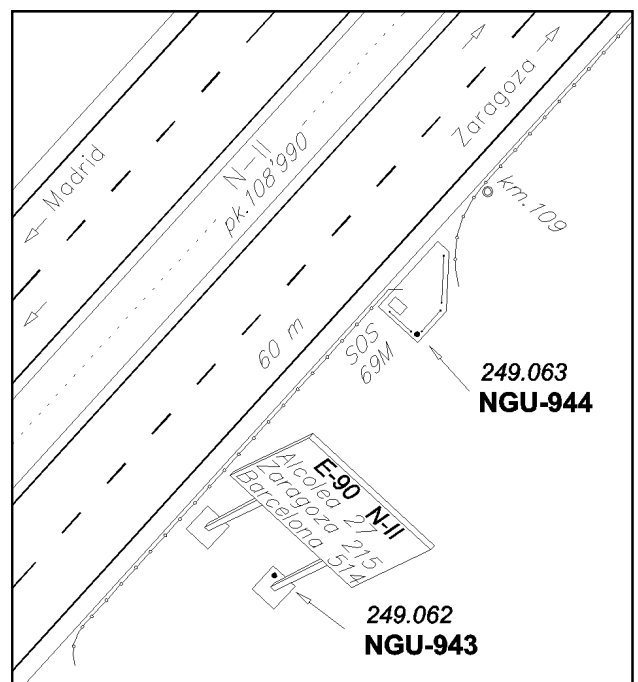 Madrid
N-II
pk.108'990
Zaragoza
km.109
60 m
SOS
69M
249.063
NGU-944
E-90 N-II
Alcolea 27
Zaragoza 215
Barcelona 514
249.062
NGU-943